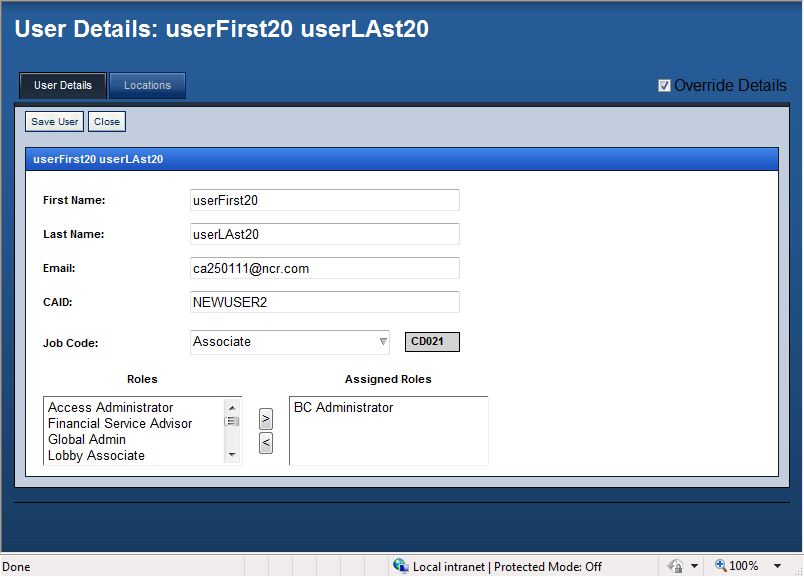 User Details: userFirst20 userLAst20
User Details
Locations
Override Details
Save User
Close
userFirst20 userLAst20
First Name:
userFirst20
Last Name:
userLAst20
Email:
ca250111@ncr.com
CAID:
NEWUSER2
Job Code:
Associate
CD021
Roles
Assigned Roles
Access Administrator
Financial Service Advisor
Global Admin
Lobby Associate
>
<
BC Administrator
Done
Local intranet | Protected Mode: Off
100%